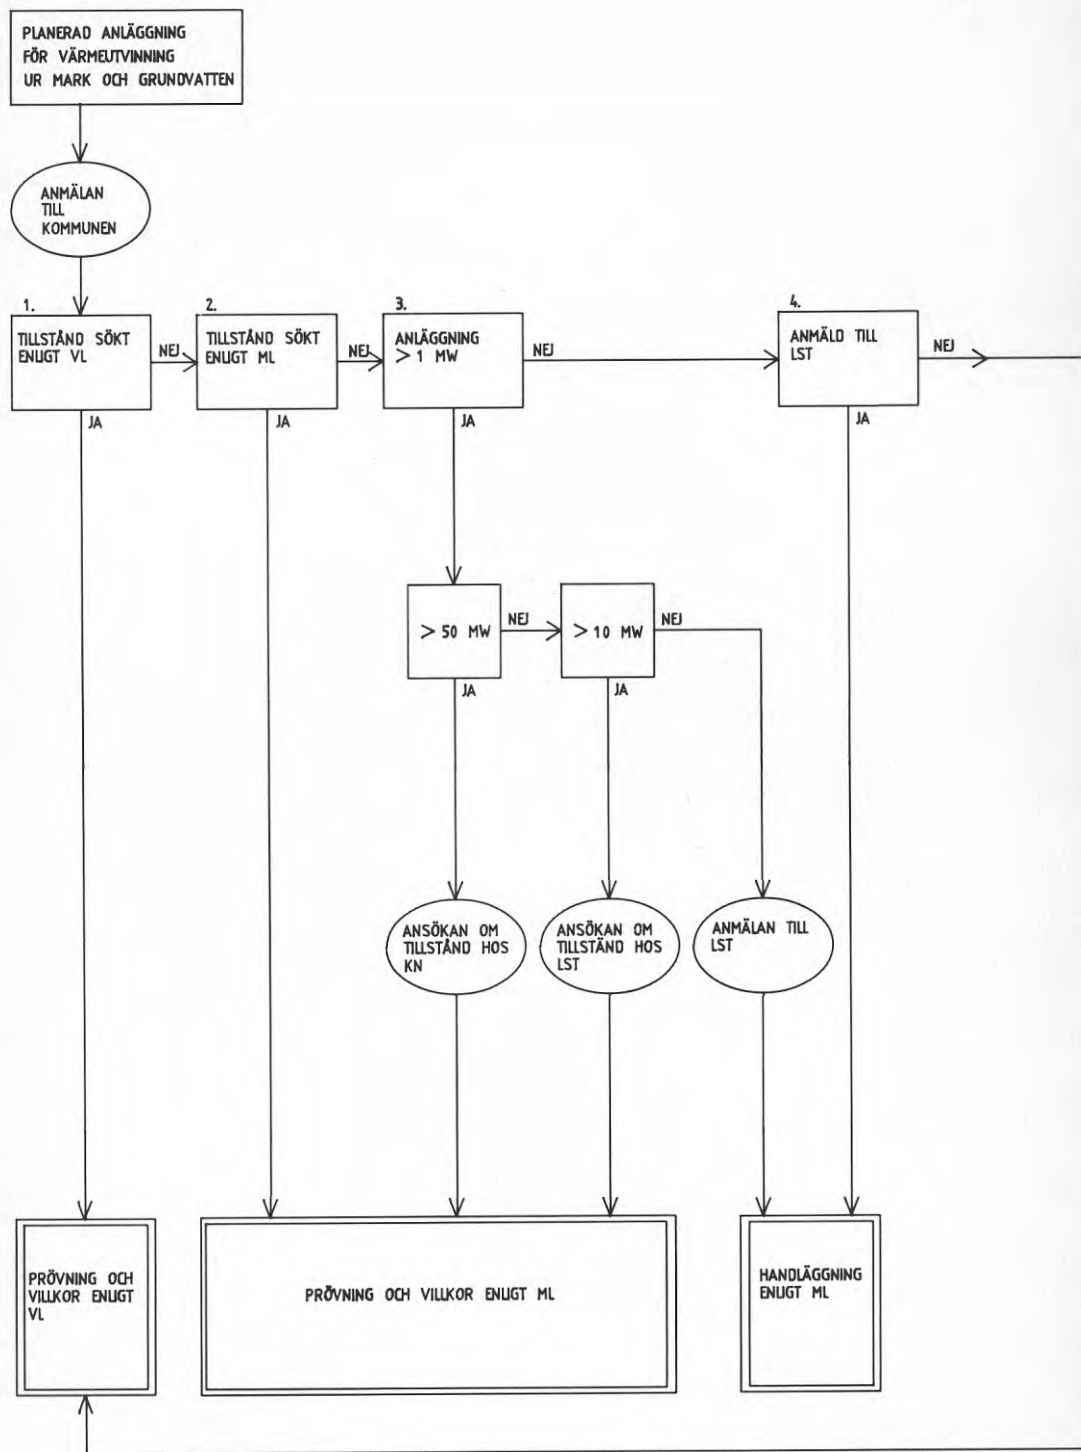 PLANERAD ANLÄGGNING
FÖR VÄRMEUTVINNING
UR MARK OCH GRUNDVATTEN
ANMÄLAN
TILL
KOMMUNEN
1.
TILLSTÅND SÖKT
ENLIGT VL
NEJ
JA
2.
TILLSTÅND SÖKT
ENLIGT ML
NEJ
JA
3.
ANLÄGGNING
> 1 MW
NEJ
JA
4.
ANMÄLD TILL
LST
NEJ
JA
> 50 MW
NEJ
JA
> 10 MW
NEJ
JA
ANSÖKAN OM
TILLSTÅND HOS
KN
ANSÖKAN OM
TILLSTÄND HOS
LST
ANMÄLAN TILL
LST
PRÖVNING OCH
VILLKOR ENLIGT
VL
PRÖVNING OCH VILLKOR ENLIGT ML
HANDLÄGGNING
ENLIGT ML